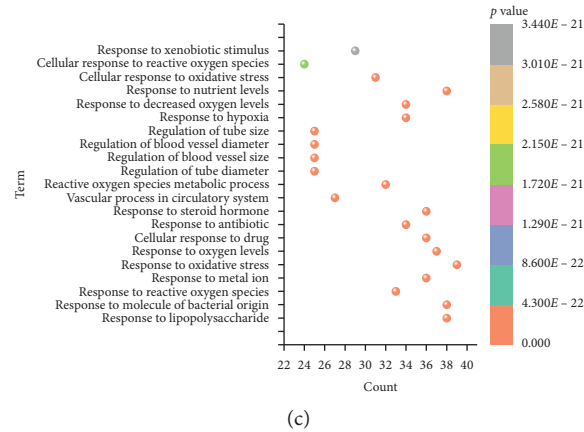 p value
3.440E – 21
3.010E – 21
2.580E – 21
2.150E – 21
1.720E – 21
1.290E – 21
8.600E – 22
4.300E – 22
0.000
Term
Response to xenobiotic stimulus
Cellular response to reactive oxygen species
Cellular response to oxidative stress
Response to nutrient levels
Response to decreased oxygen levels
Response to hypoxia
Regulation of tube size
Regulation of blood vessel diameter
Regulation of blood vessel size
Regulation of tube diameter
Reactive oxygen species metabolic process
Vascular process in circulatory system
Response to steroid hormone
Response to antibiotic
Cellular response to drug
Response to oxygen levels
Response to oxidative stress
Response to metal ion
Response to reactive oxygen species
Response to molecule of bacterial origin
Response to lipopolysaccharide
22 24 26 28 30 32 34 36 38 40
Count
(c)